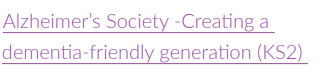 Alzheimer’s Society -Creating a
dementia-friendly generation (KS2)